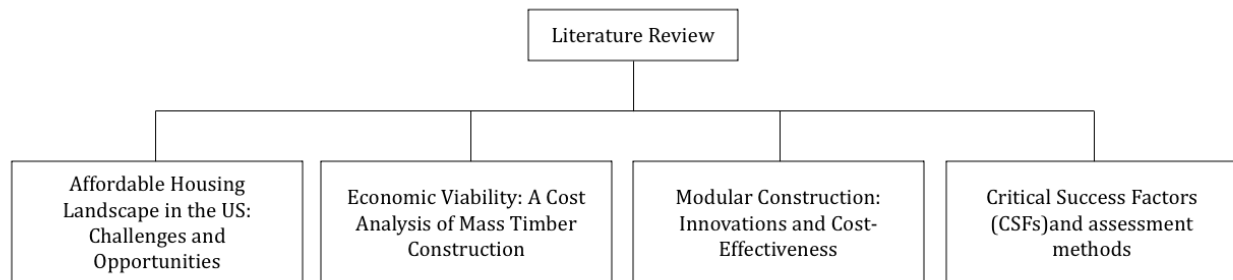 Literature Review
Affordable Housing
Landscape in the US:
Challenges and
Opportunities
Economic Viability: A Cost
Analysis of Mass Timber
Construction
Modular Construction:
Innovations and Cost-
Effectiveness
Critical Success Factors
(CSFs)and assessment
methods